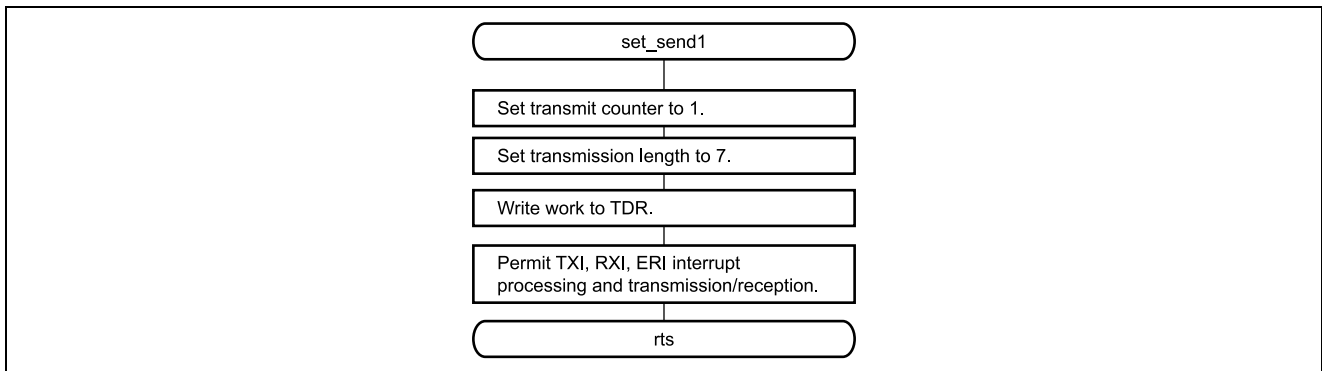 set_send1
Set transmit counter to 1.
Set transmission length to 7.
Write work to TDR.
Permit TXI, RXI, ERI interrupt
processing and transmission/reception.
rts